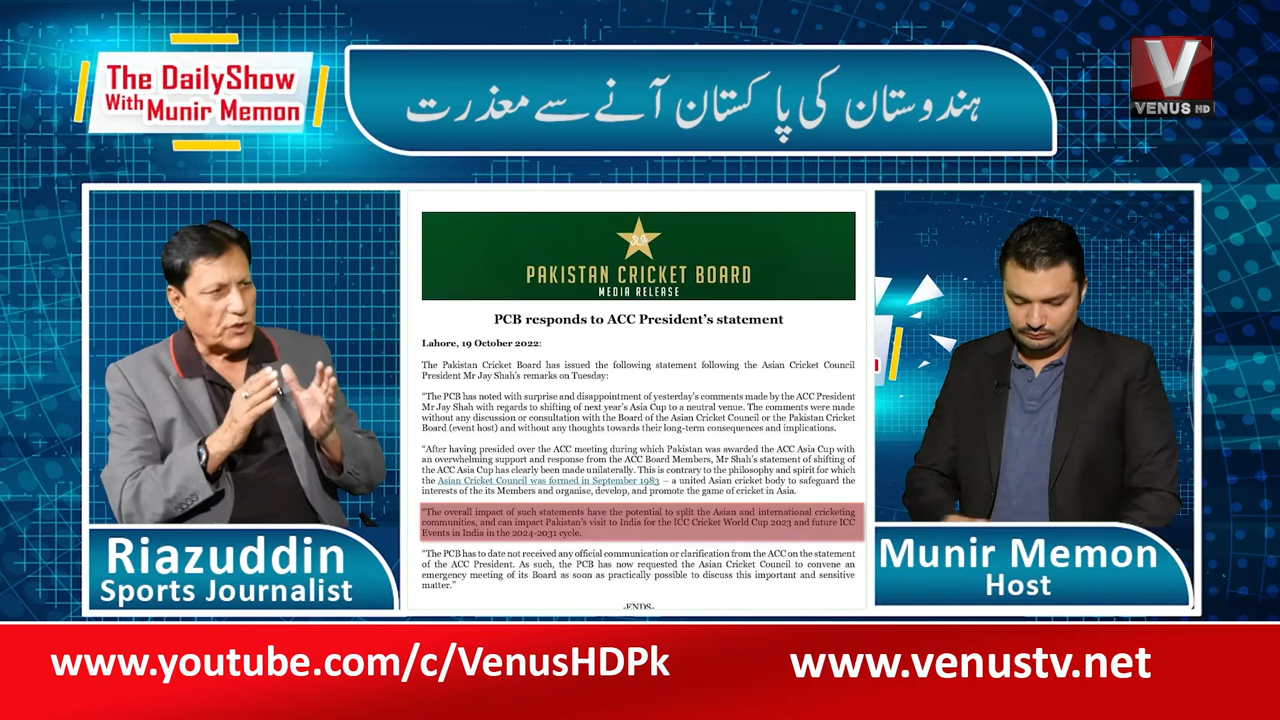 The DailyShow
With Munir Memon
ہندوستان کی پاکستان آنے سے معذرت
V
VENUS HD
PAKISTAN CRICKET BOARD
MEDIA RELEASE
PCB responds to ACC President's statement
Lahore, 19 October 2022:
The Pakistan Cricket Board has issued the following statement following the Asian Cricket Council
President Mr Jay Shah's remarks on Tuesday:
"The PCB has noted with surprise and disappointment of yesterday's comments made by the ACC President
Mr Jay Shah with regards to shifting of next year's Asia Cup to a neutral venue. The comments were made
without any discussion or consultation with the Board of the Asian Cricket Council or the Pakistan Cricket
Board (event host) and without any thoughts towards their long-term consequences and implications.
"After having presided over the ACC meeting during which Pakistan was awarded the ACC Asia Cup with
an overwhelming support and response from the ACC Board Members, Mr Shah's statement of shifting of
the ACC Asia Cup has clearly been made unilaterally. This is contrary to the philosophy and spirit for which
the Asian Cricket Council was formed in September 1983 – a united Asian cricket body to safeguard the
interests of the its Members and organise, develop, and promote the game of cricket in Asia.
"The overall impact of such statements have the potential to split the Asian and international cricketing
communities, and can impact Pakistan's visit to India for the ICC Cricket World Cup 2023 and future ICC
Events in India in the 2024-2031 cycle.
"The PCB has to date not received any official communication or clarification from the ACC on the statement
of the ACC President. As such, the PCB has now requested the Asian Cricket Council to convene an
emergency meeting of its Board as soon as practically possible to discuss this important and sensitive
matter."
-ENDS-
Riazuddin
Sports Journalist
Munir Memon
Host
www.youtube.com/c/VenusHDPk
www.venustv.net